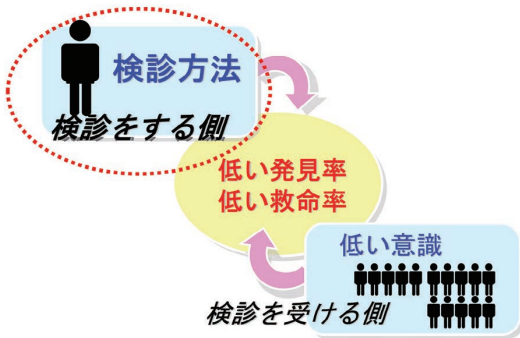 検診方法
検診をする側
低い発見率
低い救命率
低い意識
検診を受ける側